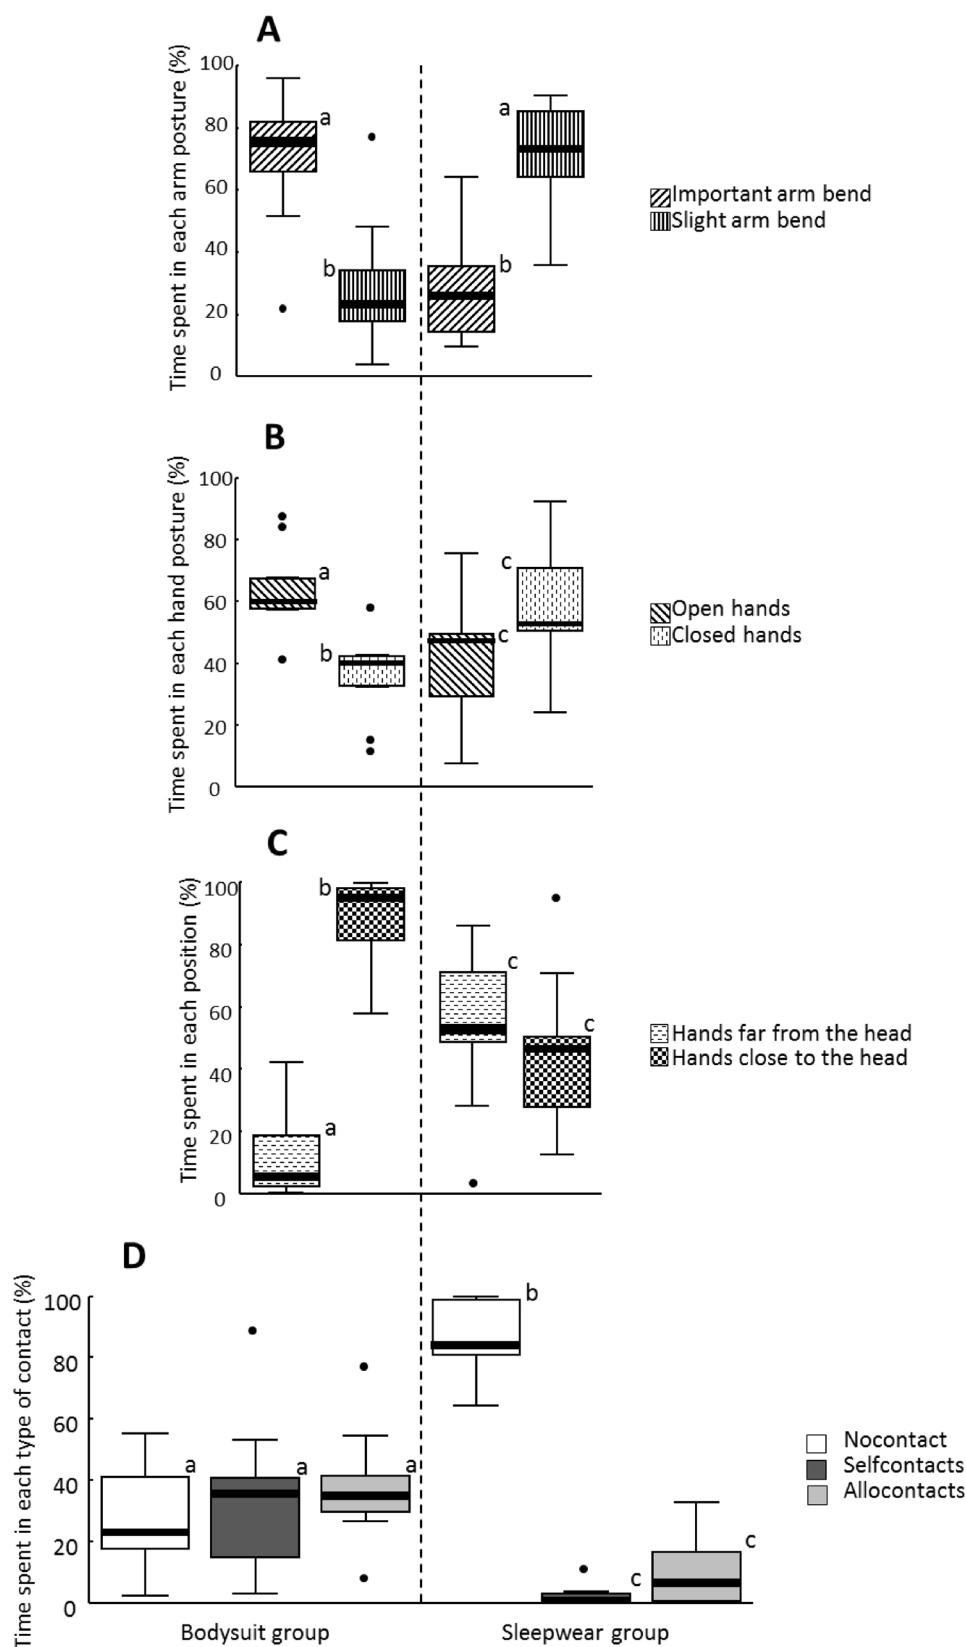 A
Time spent in each arm posture (%)
100
80
60
40
20
0
a
b
b
a
Important arm bend
Slight arm bend
B
Time spent in each hand posture (%)
100
80
60
40
20
0
a
b
c
c
Open hands
Closed hands
C
Time spent in each position (%)
100
80
60
40
20
0
a
b
c
c
Hands far from the head
Hands close to the head
D
Time spent in each type of contact (%)
100
80
60
40
20
0
a
a
a
b
c
c
Nocontact
Selfcontacts
Allocontacts
Bodysuit group
Sleepwear group